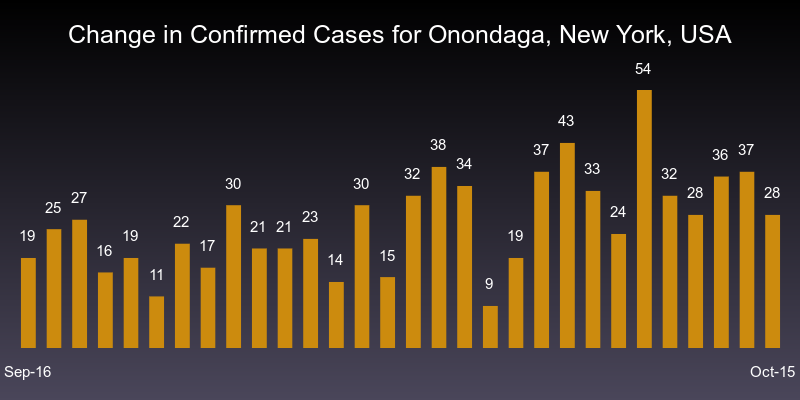 Change in Confirmed Cases for Onondaga, New York, USA
19 25 27 16 19 11 22 17 30 21 21 23 14 30 15 32 38 34 9 19 37 43 33 24 54 32 28 36 37 28
Sep-16 Oct-15